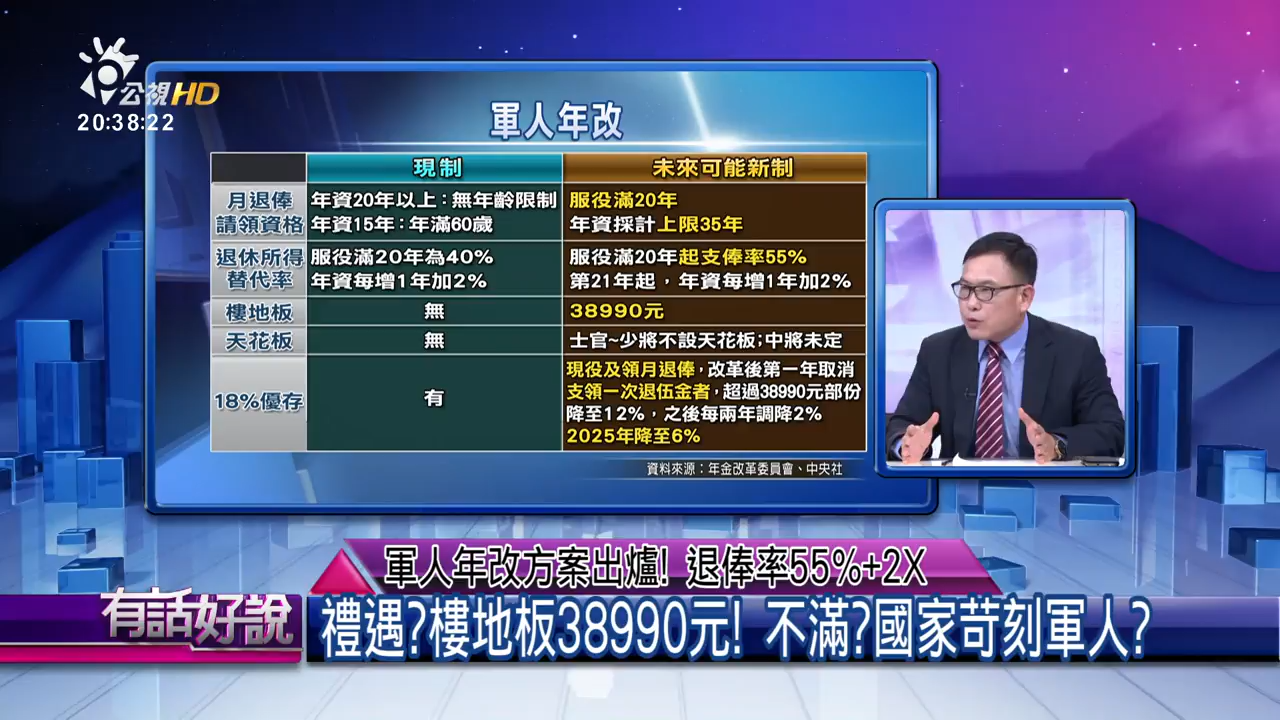 公視HD
20:38:22
軍人年改
現制
未來可能新制
月退俸
請領資格
年資20年以上：無年齡限制
年資15年：年滿60歲
服役滿20年
年資採計上限35年
退休所得
替代率
服役滿20年為40%
年資每增1年加2%
服役滿20年起支俸率55%
第21年起，年資每增1年加2%
樓地板
無
38990元
天花板
無
士官~少將不設天花板;中將未定
18%優存
有
現役及領月退俸，改革後第一年取消
支領一次退伍金者，超過38990元部份
降至12%，之後每兩年調降2%
2025年降至6%
資料來源：年金改革委員會、中央社
軍人年改方案出爐! 退俸率55%+2X
有話好說
禮遇?樓地板38990元! 不滿?國家苛刻軍人?